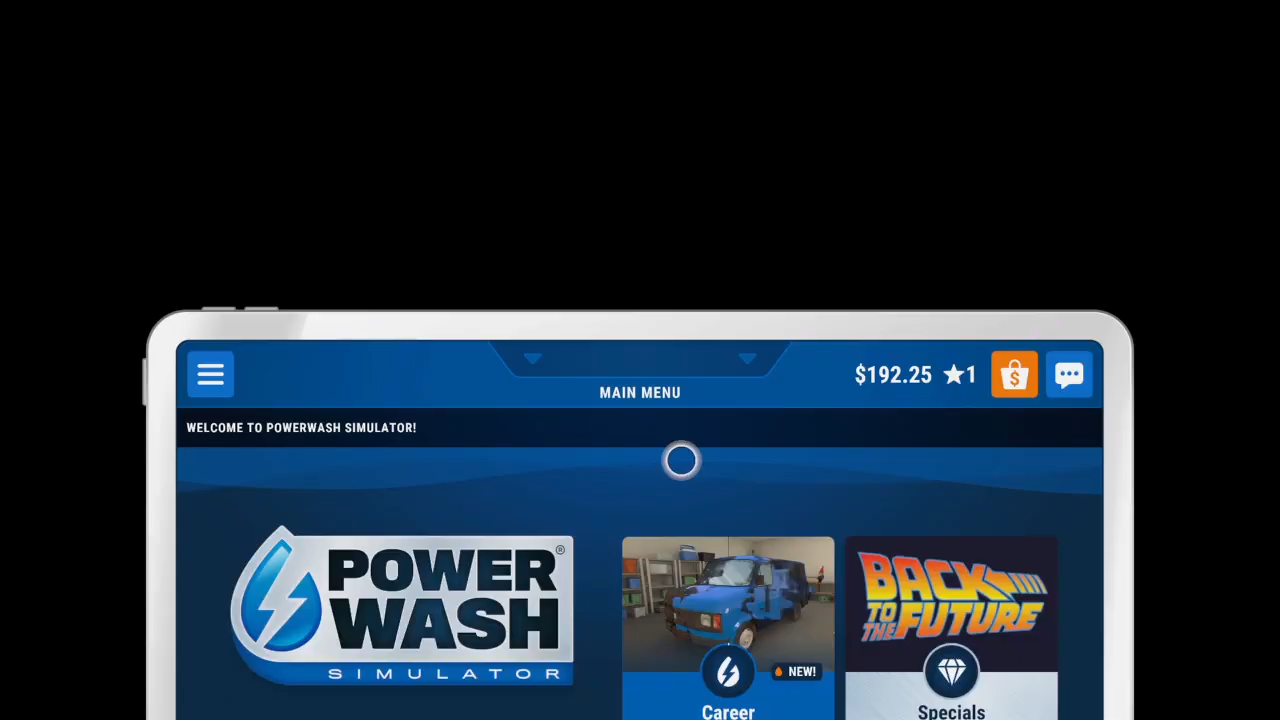 $192.25 ★1
MAIN MENU
WELCOME TO POWERWASH SIMULATOR!
POWER®
WASH
SIMULATOR
BACK
TO
THE FUTURE
NEW!
Career
Specials